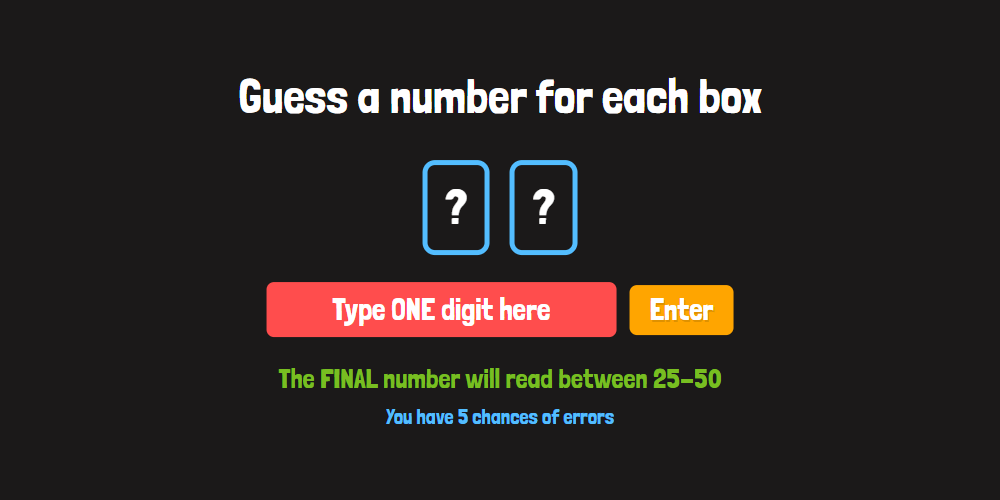 Guess a number for each box
? ?
Type ONE digit here Enter
The FINAL number will read between 25-50
You have 5 chances of errors